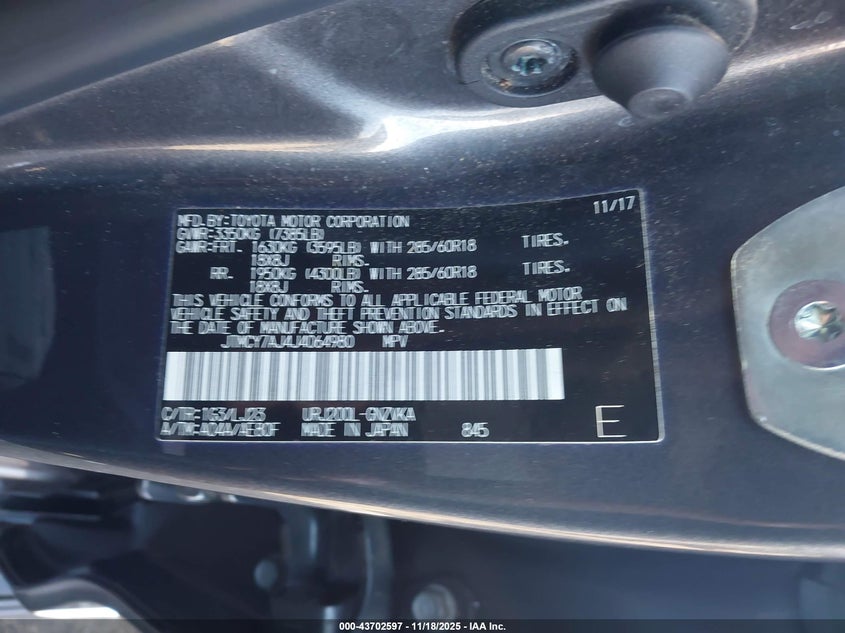 MFD. BY: TOYOTA MOTOR CORPORATION 11/17
GVWR: 3350KG (7385LB)
GAWR-FRT. 1630KG (3595LB) WITH 285/60R18 TIRES.
18X8J RIMS.
RR. 1950KG (4300LB) WITH 285/60R18 TIRES.
18X8J RIMS.
THIS VEHICLE CONFORMS TO ALL APPLICABLE FEDERAL MOTOR
VEHICLE SAFETY AND THEFT PREVENTION STANDARDS IN EFFECT ON
THE DATE OF MANUFACTURE SHOWN ABOVE.
JTMCY7AJ4J4064980 MPV
C/TR: 1G3/LJ23 URJ200L-GNZVKA
A/TM: A04A/AE80F MADE IN JAPAN 845 E
000-43702597 - 11/18/2025 - IAA Inc.